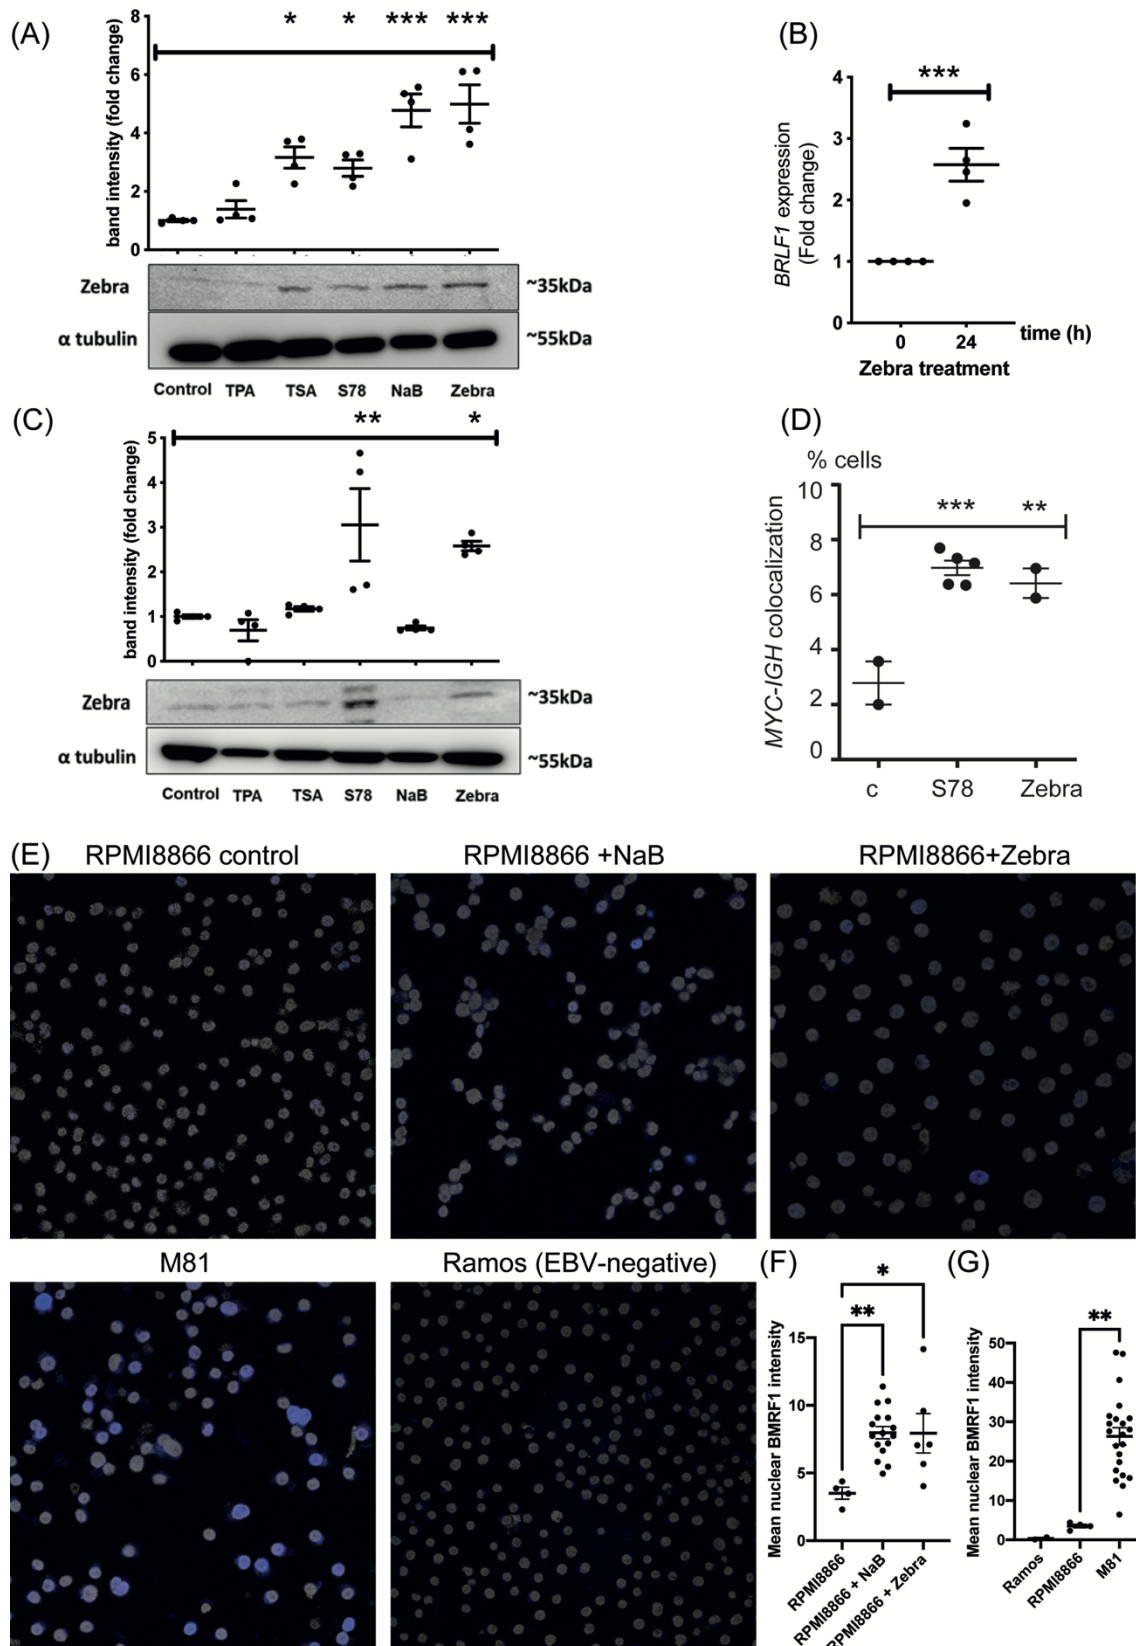 (A)
8
6
4
2
0
band intensity (fold change)
* * *** ***
Zebra
~35kDa
α tubulin
~55kDa
Control TPA TSA S78 NaB Zebra
(B)
***
4
3
2
1
0
BRLF1 expression
(Fold change)
0 24
time (h)
Zebra treatment
(C)
** *
5
4
3
2
1
0
band intensity (fold change)
Zebra
~35kDa
α tubulin
~55kDa
Control TPA TSA S78 NaB Zebra
(D)
% cells
10
8
6
4
2
0
MYC-IGH colocalization
*** **
c S78 Zebra
(E)
RPMI8866 control
RPMI8866 +NaB
RPMI8866+Zebra
M81
Ramos (EBV-negative)
(F)
*
**
15
10
5
0
Mean nuclear BMRF1 intensity
RPMI8866
RPMI8866 + NaB
RPMI8866 + Zebra
(G)
**
50
40
30
20
10
0
Mean nuclear BMRF1 intensity
Ramos
RPMI8866
M81